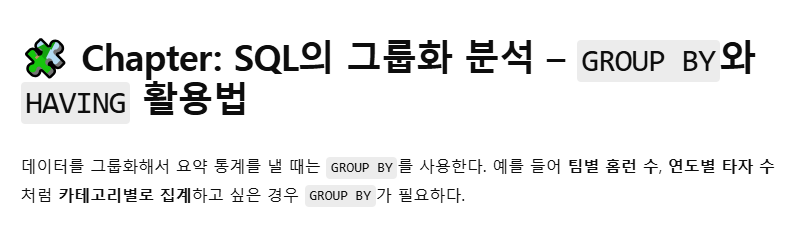 Chapter: SQL의 그룹화 분석 – GROUP BY와
HAVING 활용법
데이터를 그룹화해서 요약 통계를 낼 때는 GROUP BY를 사용한다. 예를 들어 팀별 홈런 수, 연도별 타자 수
처럼 카테고리별로 집계하고 싶은 경우 GROUP BY가 필요하다.